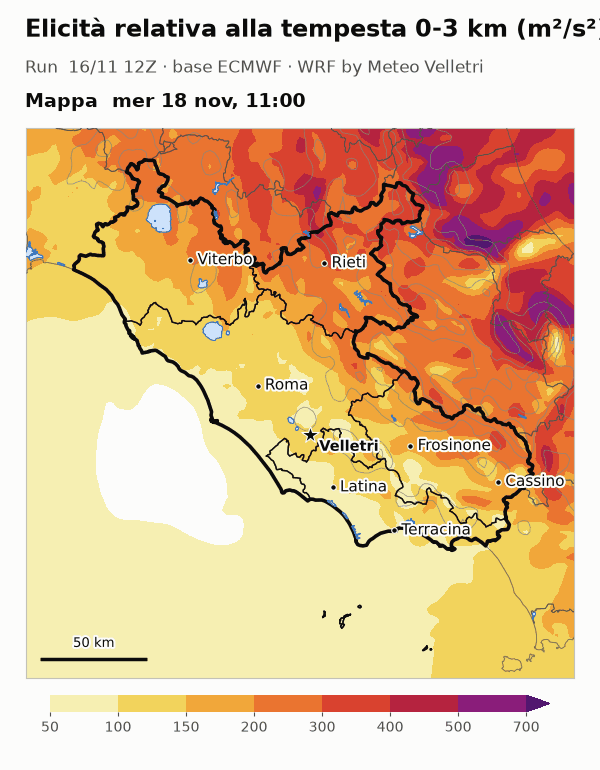 Elicità relativa alla tempesta 0-3 km (m²/s²)
Run  16/11 12Z · base ECMWF · WRF by Meteo Velletri
Mappa  mer 18 nov, 11:00
Viterbo
Rieti
Roma
Velletri
Frosinone
Cassino
Latina
Terracina
50 km
50 100 150 200 300 400 500 700